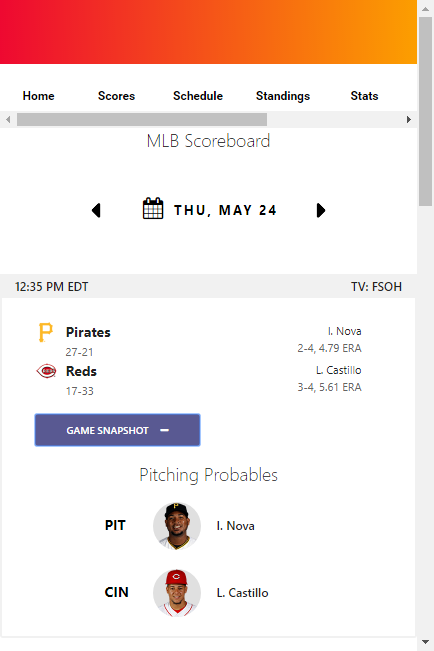 Home Scores Schedule Standings Stats
MLB Scoreboard
THU, MAY 24
12:35 PM EDT TV: FSOH
Pirates I. Nova
27-21 2-4, 4.79 ERA
Reds L. Castillo
17-33 3-4, 5.61 ERA
GAME SNAPSHOT
Pitching Probables
PIT I. Nova
CIN L. Castillo